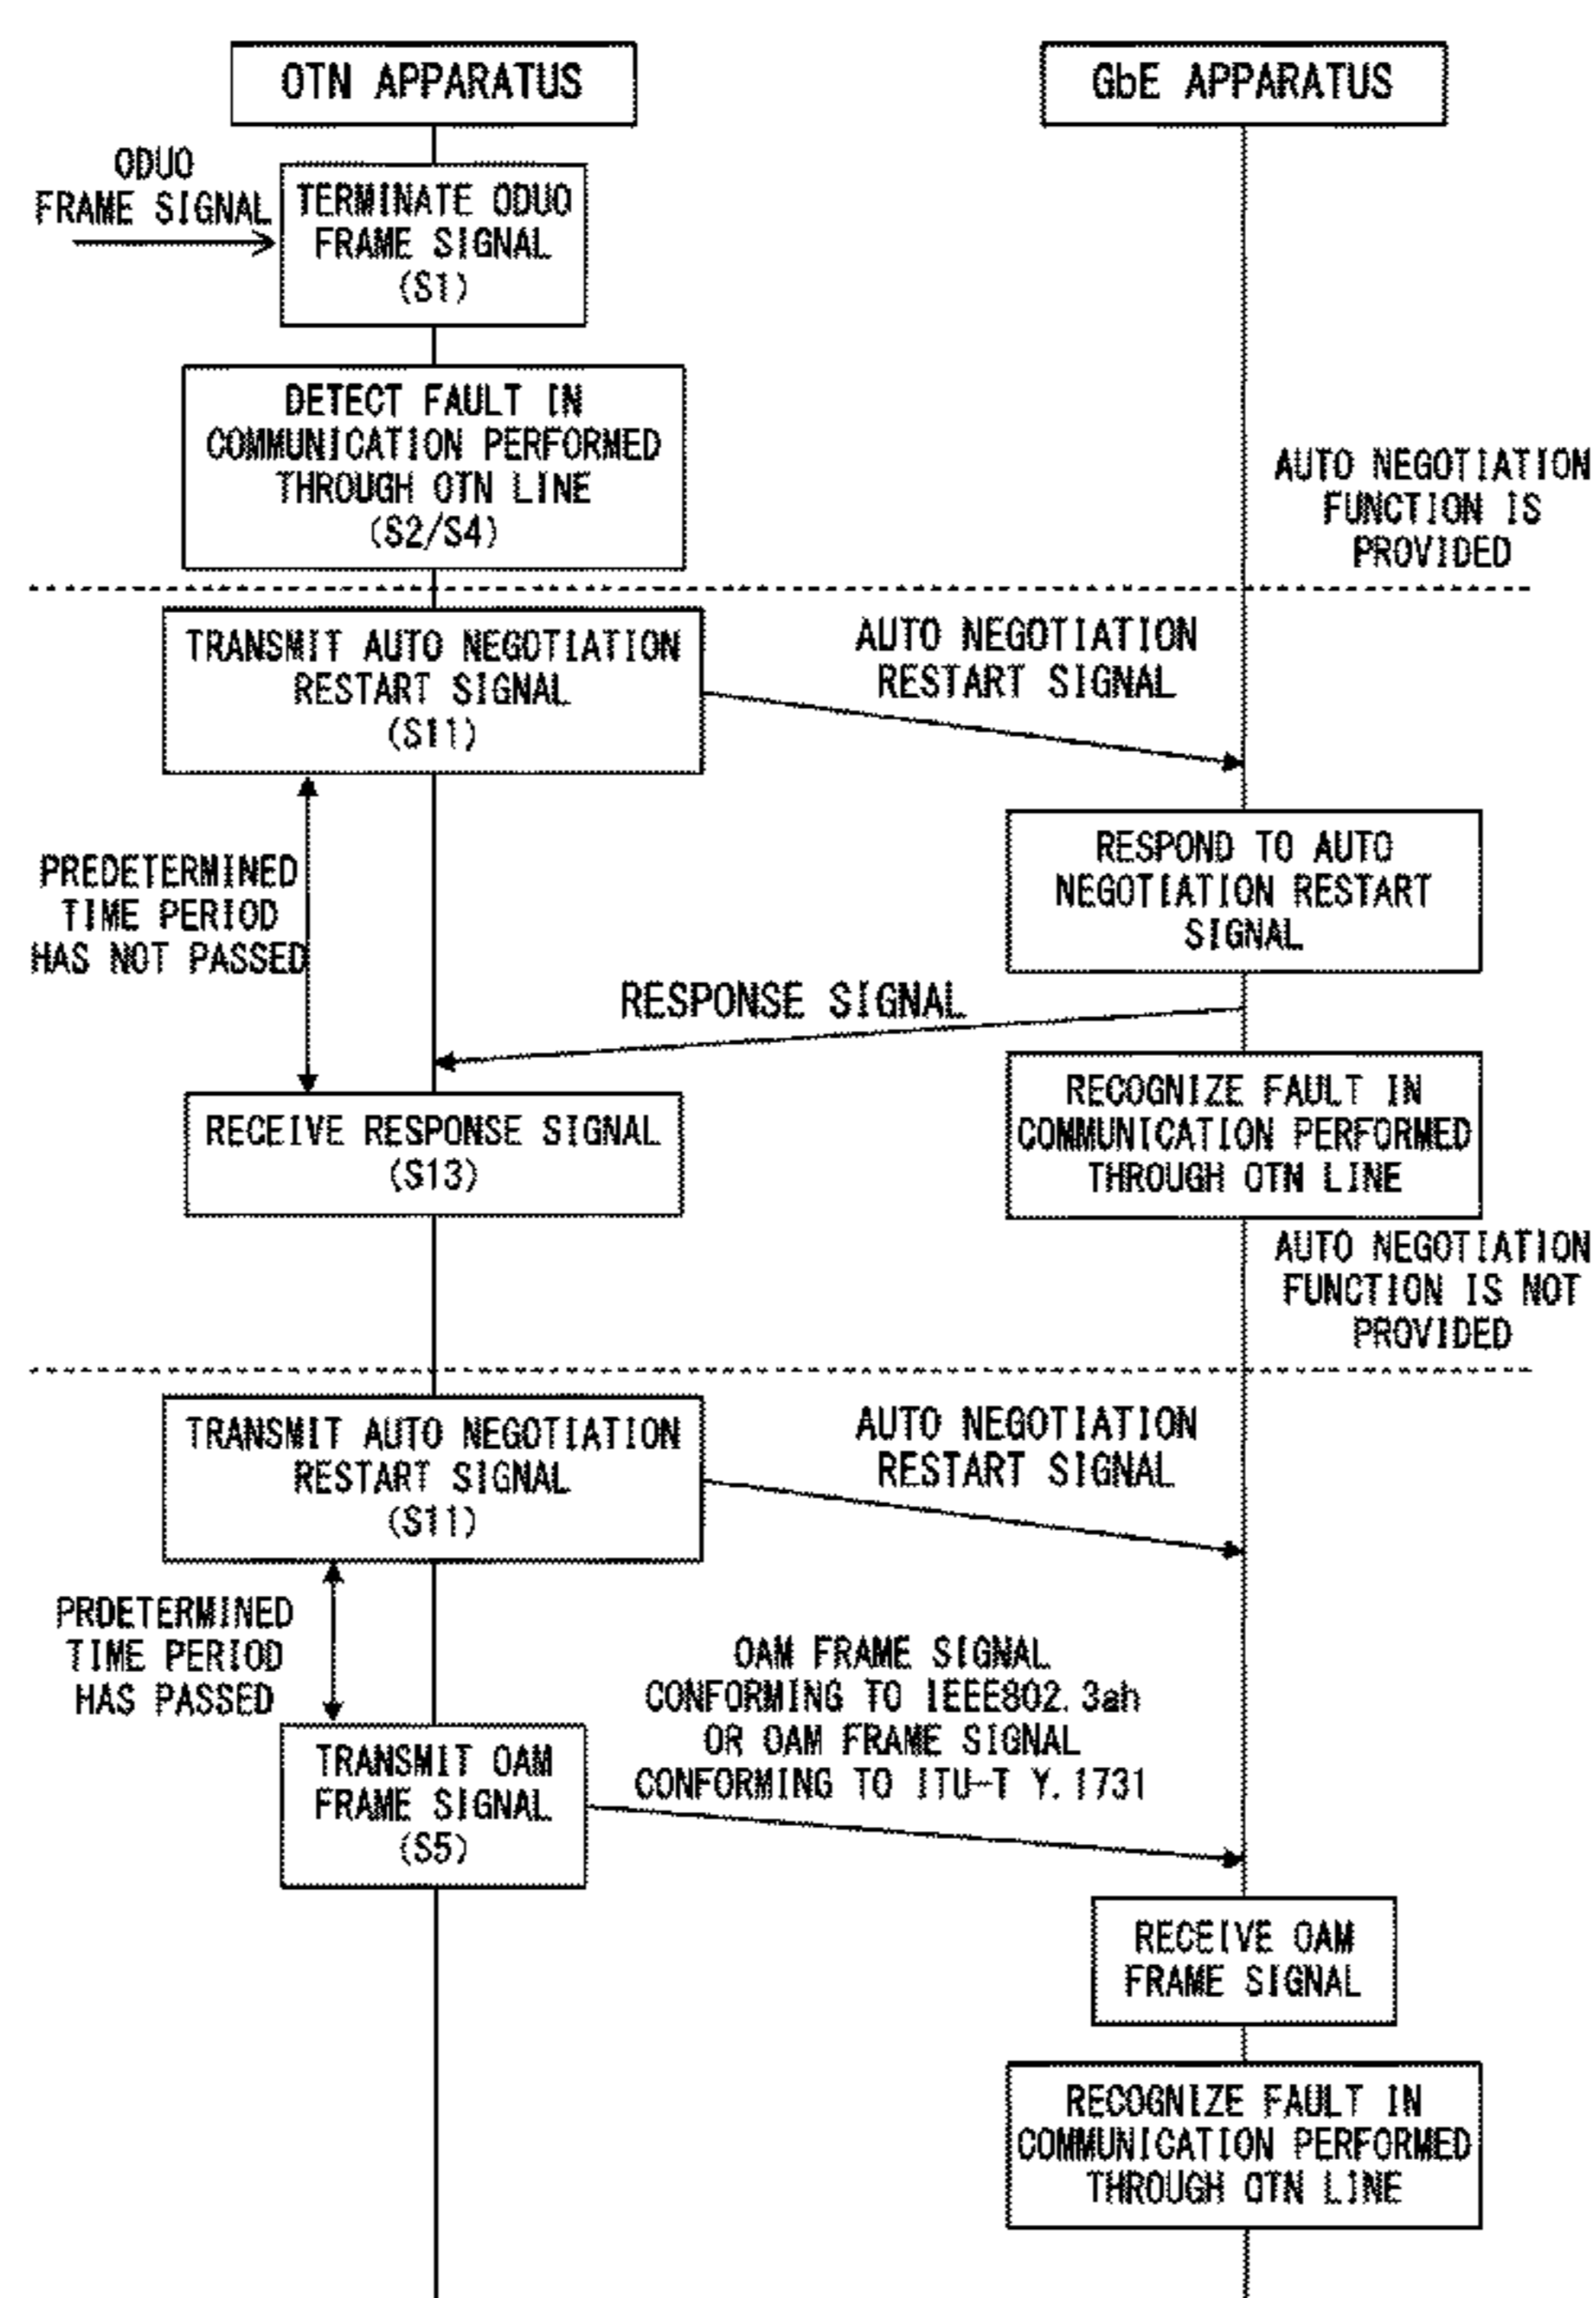 OTN APPARATUS
GbE APPARATUS
ODU0
FRAME SIGNAL
TERMINATE ODU0
FRAME SIGNAL
(S1)
DETECT FAULT IN
COMMUNICATION PERFORMED
THROUGH OTN LINE
(S2/S4)
AUTO NEGOTIATION
FUNCTION IS
PROVIDED
TRANSMIT AUTO NEGOTIATION
RESTART SIGNAL
(S11)
AUTO NEGOTIATION
RESTART SIGNAL
PREDETERMINED
TIME PERIOD
HAS NOT PASSED
RESPOND TO AUTO
NEGOTIATION RESTART
SIGNAL
RESPONSE SIGNAL
RECEIVE RESPONSE SIGNAL
(S13)
RECOGNIZE FAULT IN
COMMUNICATION PERFORMED
THROUGH OTN LINE
AUTO NEGOTIATION
FUNCTION IS NOT
PROVIDED
TRANSMIT AUTO NEGOTIATION
RESTART SIGNAL
(S11)
AUTO NEGOTIATION
RESTART SIGNAL
PRDETERMINED
TIME PERIOD
HAS PASSED
OAM FRAME SIGNAL
CONFORMING TO IEEE802.3ah
OR OAM FRAME SIGNAL
CONFORMING TO ITU-T Y.1731
TRANSMIT OAM
FRAME SIGNAL
(S5)
RECEIVE OAM
FRAME SIGNAL
RECOGNIZE FAULT IN
COMMUNICATION PERFORMED
THROUGH OTN LINE